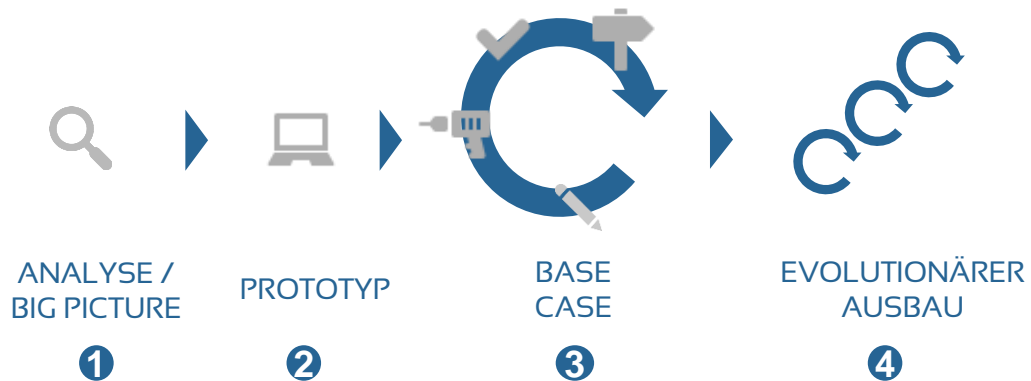 ANALYSE /
BIG PICTURE
1
PROTOTYP
2
BASE
CASE
3
EVOLUTIONÄRER
AUSBAU
4